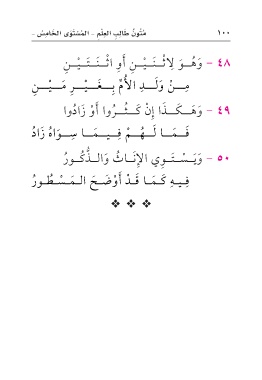 ١٠٠ مُتُونُ طَالِبِ العِلْمِ - المُسْتَوَى الخَامِسُ -
٤٨ - وَهُوَ لِاثْنَيْنِ أَوِ اثْنَتَيْنِ
مِنْ وَلَدِ الأُمِّ بِغَيْرِ مَيْنِ
٤٩ - وَهَكَذَا إِنْ كَثُرُوا أَوْ زَادُوا
فَمَا لَهُمْ فِيمَا سِوَاهُ زَادُ
٥٠ - وَيَسْتَوِي الإِنَاثُ وَالذُّكُورُ
فِيهِ كَمَا قَدْ أَوْضَحَ المَسْطُورُ